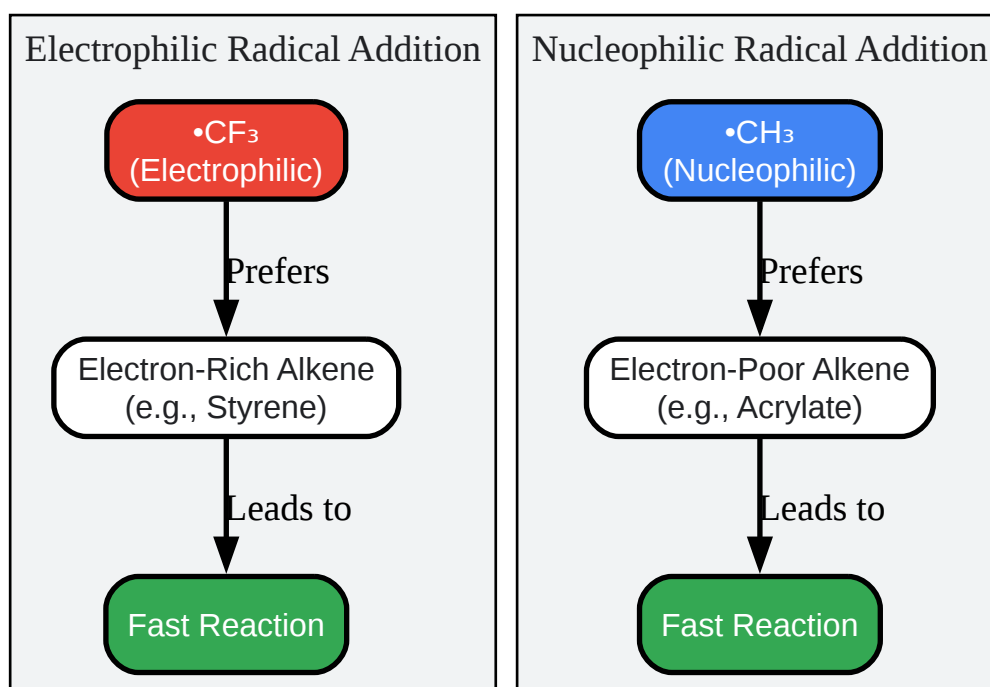 Electrophilic Radical Addition
•CF₃
(Electrophilic)
Prefers
Electron-Rich Alkene
(e.g., Styrene)
Leads to
Fast Reaction
Nucleophilic Radical Addition
•CH₃
(Nucleophilic)
Prefers
Electron-Poor Alkene
(e.g., Acrylate)
Leads to
Fast Reaction